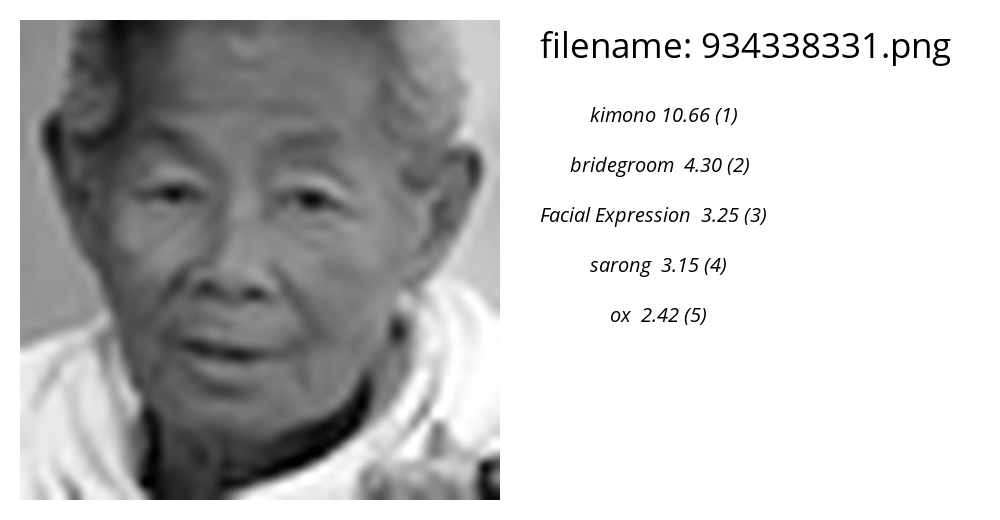 filename: 934338331.png
kimono 10.66 (1)
bridegroom 4.30 (2)
Facial Expression 3.25 (3)
sarong 3.15 (4)
ox 2.42 (5)